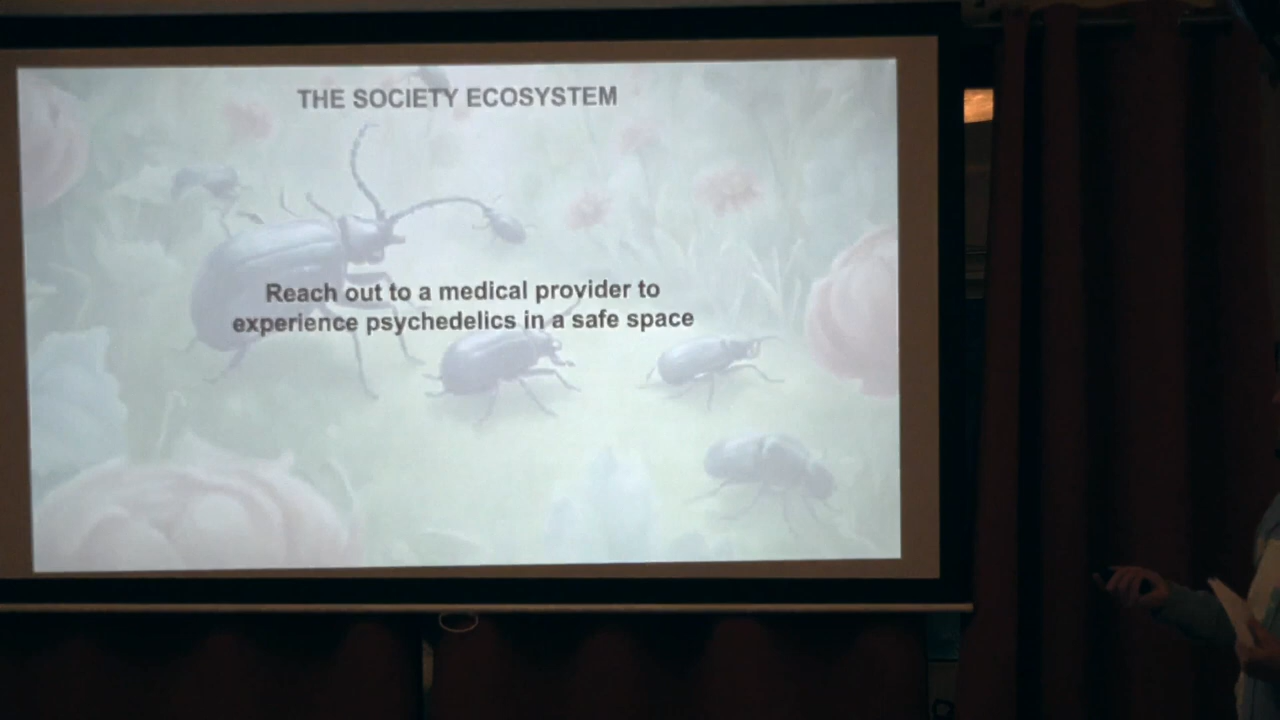 THE SOCIETY ECOSYSTEM
Reach out to a medical provider to
experience psychedelics in a safe space